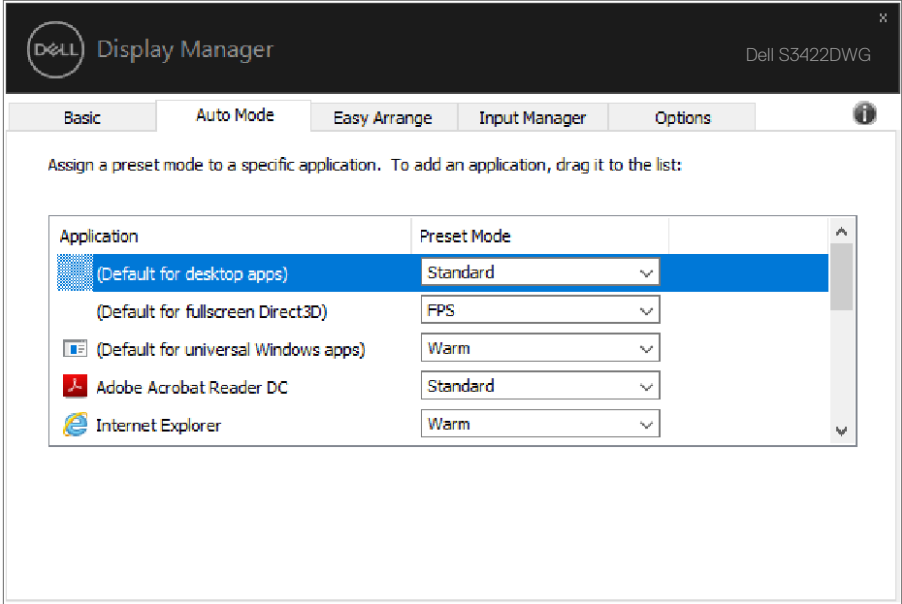 x
DELL Display Manager
Dell S3422DWG
Basic Auto Mode Easy Arrange Input Manager Options
Assign a preset mode to a specific application. To add an application, drag it to the list:
Application Preset Mode
(Default for desktop apps) Standard
(Default for fullscreen Direct3D) FPS
(Default for universal Windows apps) Warm
Adobe Acrobat Reader DC Standard
Internet Explorer Warm